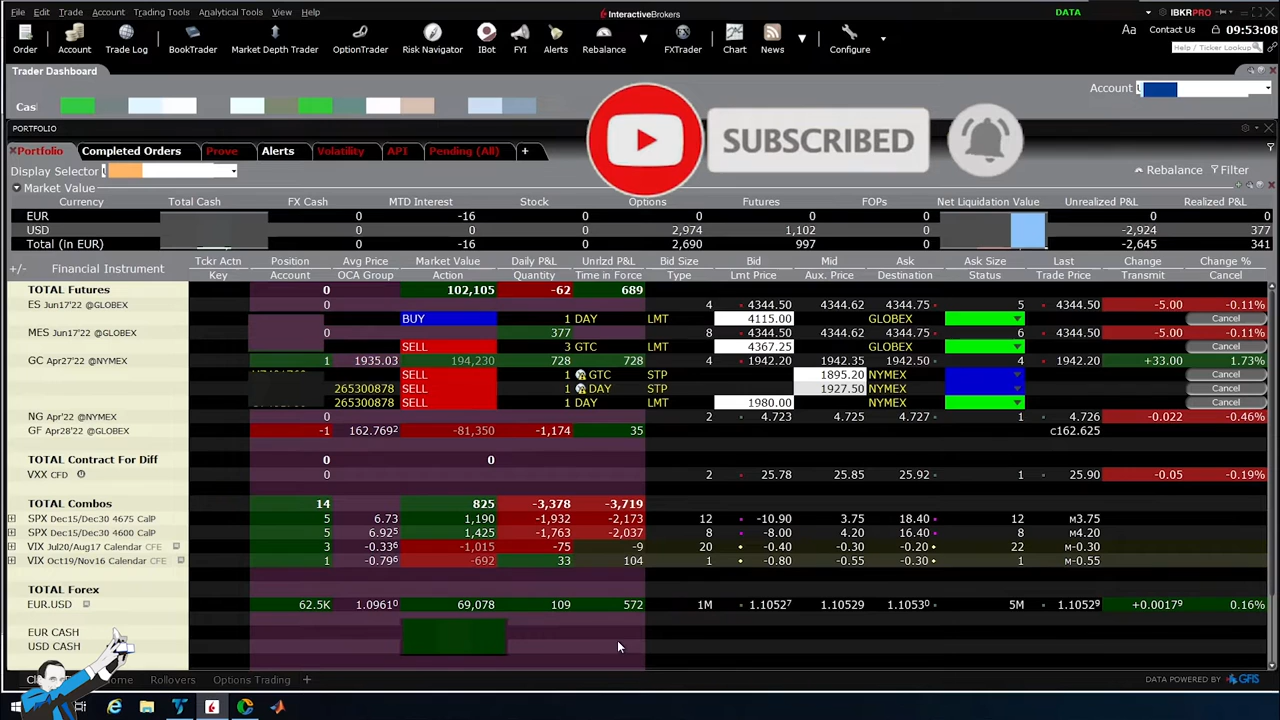 File Edit Trade Account Trading Tools Analytical Tools View Help InteractiveBrokers DATA IBKRPRO
Order Account Trade Log BookTrader Market Depth Trader OptionTrader Risk Navigator IBot FYI Alerts Rebalance FXTrader Chart News Configure Aa Contact Us 09:53:08
Help / Ticker Lookup
Trader Dashboard
Cas Account
SUBSCRIBED
PORTFOLIO
Portfolio Completed Orders Prove Alerts Volatility API Pending (All) +
Display Selector Rebalance Filter
Market Value
Currency Total Cash FX Cash MTD Interest Stock Options Futures FOPs Net Liquidation Value Unrealized P&L Realized P&L
EUR 0 -16 0 0 0 0 0 0
USD 0 0 0 2,974 1,102 0 -2,924 377
Total (in EUR) 0 -16 0 2,690 997 0 -2,645 341
+/- Financial Instrument Tckr Actn Position Avg Price Market Value Daily P&L Unrlzd P&L Bid Size Bid Mid Ask Ask Size Last Change Change %
Key Account OCA Group Action Quantity Time in Force Type Lmt Price Aux. Price Destination Status Trade Price Transmit Cancel
TOTAL Futures 0 102,105 -62 689
ES Jun17'22 @GLOBEX 4 4344.50 4344.62 4344.75 5 4344.50 -5.00 -0.11%
BUY 1 DAY LMT 4115.00 GLOBEX Cancel
MES Jun17'22 @GLOBEX 377 8 4344.50 4344.62 4344.75 6 4344.50 -5.00 -0.11%
SELL 3 GTC LMT 4367.25 GLOBEX Cancel
GC Apr27'22 @NYMEX 1 1935.03 194,230 728 728 4 1942.20 1942.35 1942.50 4 1942.20 +33.00 1.73%
SELL 1 GTC STP 1895.20 NYMEX Cancel
265300878 SELL 1 DAY STP 1927.50 NYMEX Cancel
265300878 SELL 1 DAY LMT 1980.00 NYMEX Cancel
NG Apr'22 @NYMEX 0 2 4.723 4.725 4.727 1 4.726 -0.022 -0.46%
GF Apr28'22 @GLOBEX -1 162.7692 -81,350 -1,174 35 c162.625
TOTAL Contract For Diff 0 0
VXX CFD 0 2 25.78 25.85 25.92 1 25.90 -0.05 -0.19%
TOTAL Combos 14 825 -3,378 -3,719
SPX Dec15/Dec30 4675 CalP 5 6.73 1,190 -1,932 -2,173 12 -10.90 3.75 18.40 12 M3.75
SPX Dec15/Dec30 4600 CalP 5 6.925 1,425 -1,763 -2,037 8 -8.00 4.20 16.40 8 M4.20
VIX Jul20/Aug17 Calendar CFE 3 -0.336 -1,015 -75 -9 20 -0.40 -0.30 -0.20 22 M-0.30
VIX Oct19/Nov16 Calendar CFE 1 -0.796 -692 33 104 1 -0.80 -0.55 -0.30 1 M-0.55
TOTAL Forex
EUR.USD 62.5K 1.09610 69,078 109 572 1M 1.10527 1.10529 1.10530 5M 1.10529 +0.00179 0.16%
EUR CASH
USD CASH
ome Rollovers Options Trading + DATA POWERED BY GFIS